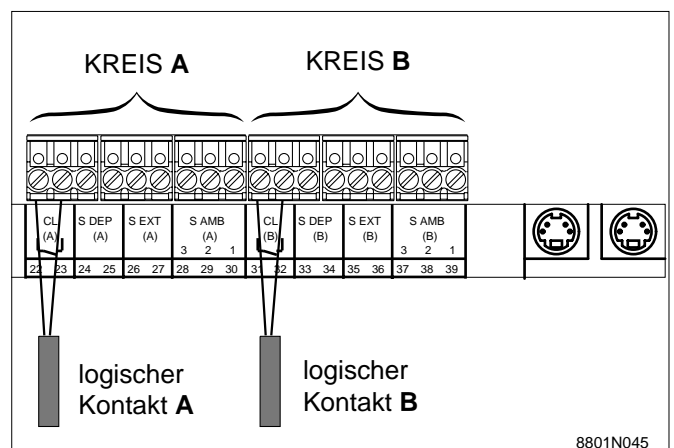 KREIS A KREIS B
CL S DEP S EXT S AMB CL S DEP S EXT S AMB
(A) (A) (A) (A) (B) (B) (B) (B)
3 2 1 3 2 1
22 23 24 25 26 27 28 29 30 31 32 33 34 35 36 37 38 39
logischer
Kontakt A
logischer
Kontakt B
8801N045